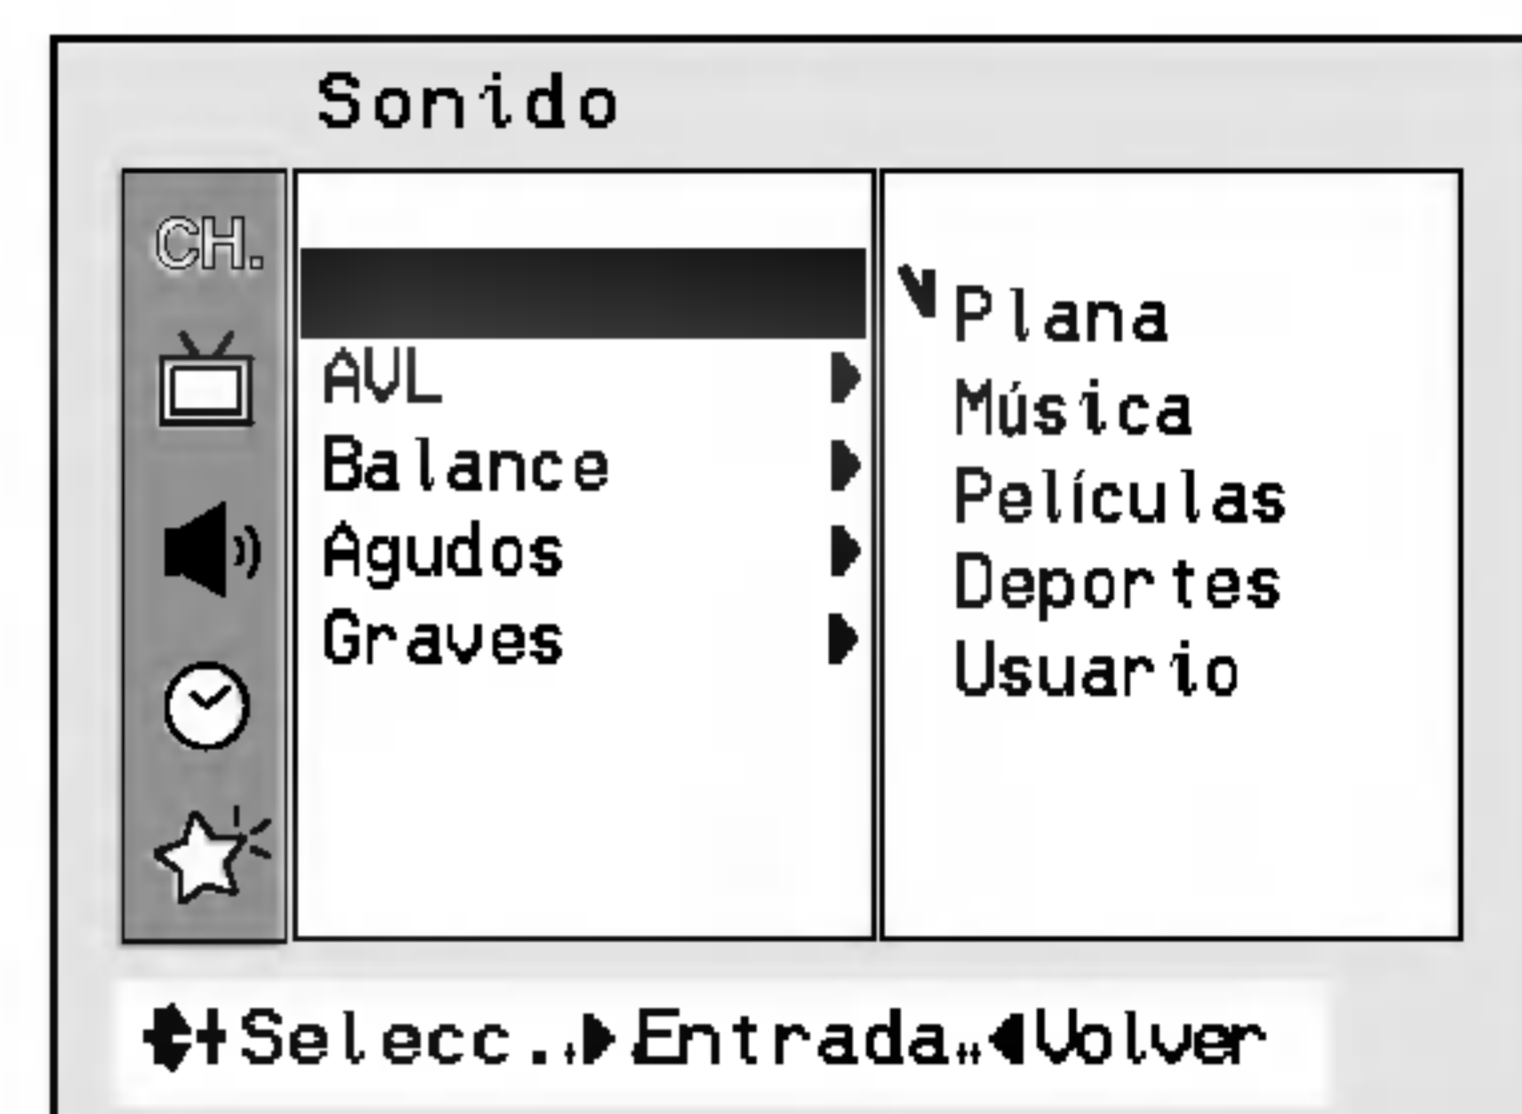 Sonido
CH.
AVL
Balance
Agudos
Graves
Plana
Música
Películas
Deportes
Usuario
Selecc. Entrada Volver